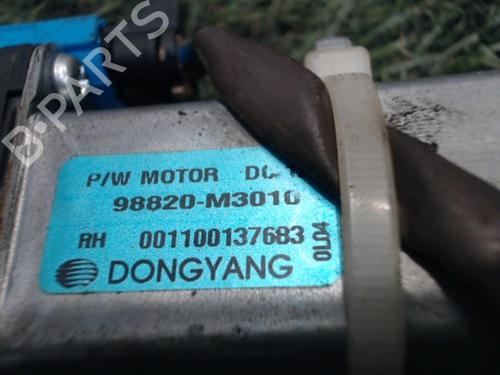 B-PARTS
P/W MOTOR DC
98820-M3010
RH 001100137683
0L04
DONGYANG